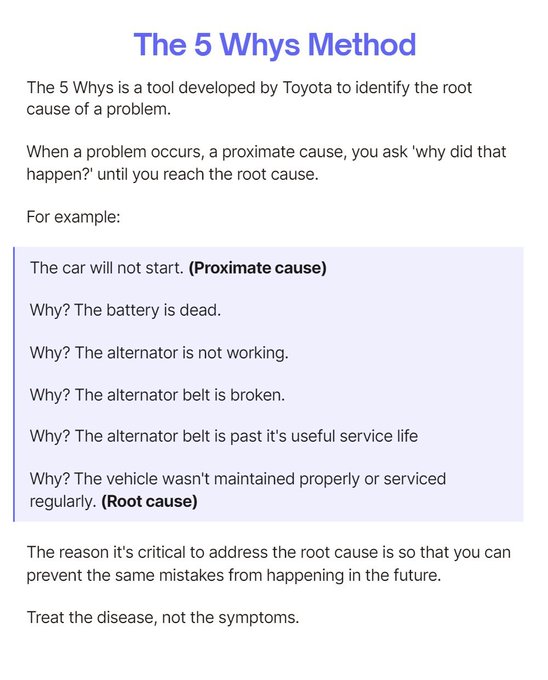 The 5 Whys Method
The 5 Whys is a tool developed by Toyota to identify the root
cause of a problem.
When a problem occurs, a proximate cause, you ask 'why did that
happen?' until you reach the root cause.
For example:
The car will not start. (Proximate cause)
Why? The battery is dead.
Why? The alternator is not working.
Why? The alternator belt is broken.
Why? The alternator belt is past it's useful service life
Why? The vehicle wasn't maintained properly or serviced
regularly. (Root cause)
The reason it's critical to address the root cause is so that you can
prevent the same mistakes from happening in the future.
Treat the disease, not the symptoms.